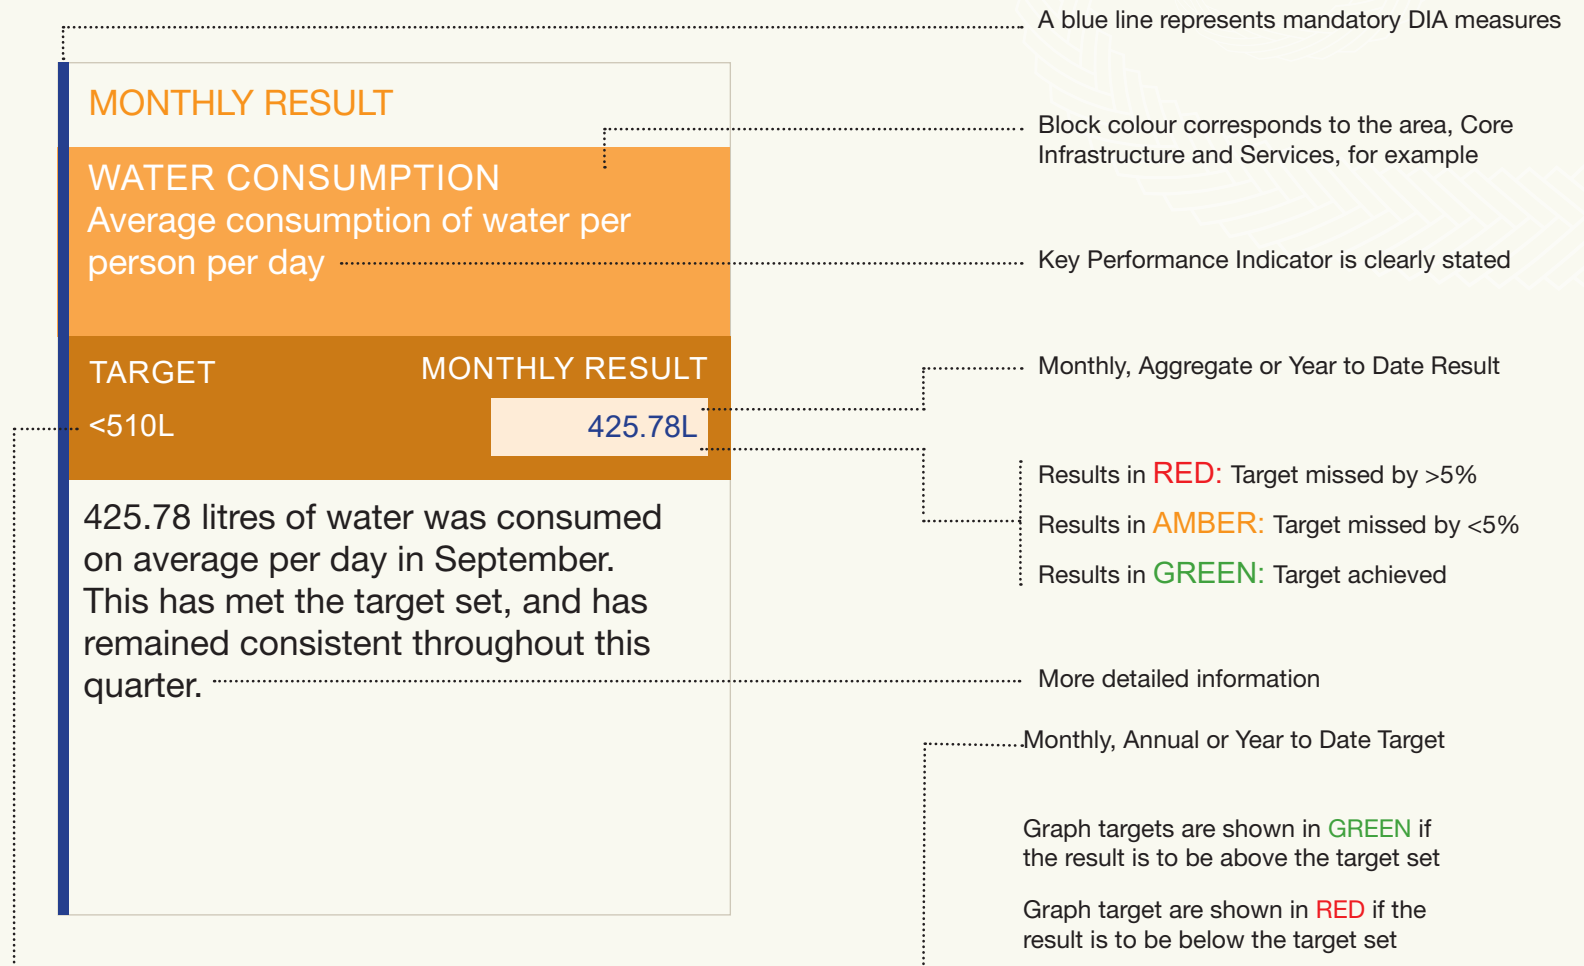 A blue line represents mandatory DIA measures
MONTHLY RESULT
Block colour corresponds to the area, Core
Infrastructure and Services, for example
WATER CONSUMPTION
Average consumption of water per
person per day
Key Performance Indicator is clearly stated
TARGET
MONTHLY RESULT
<510L
425.78L
Monthly, Aggregate or Year to Date Result
Results in RED: Target missed by >5%
Results in AMBER: Target missed by <5%
Results in GREEN: Target achieved
425.78 litres of water was consumed
on average per day in September.
This has met the target set, and has
remained consistent throughout this
quarter.
More detailed information
Monthly, Annual or Year to Date Target
Graph targets are shown in GREEN if
the result is to be above the target set
Graph target are shown in RED if the
result is to be below the target set